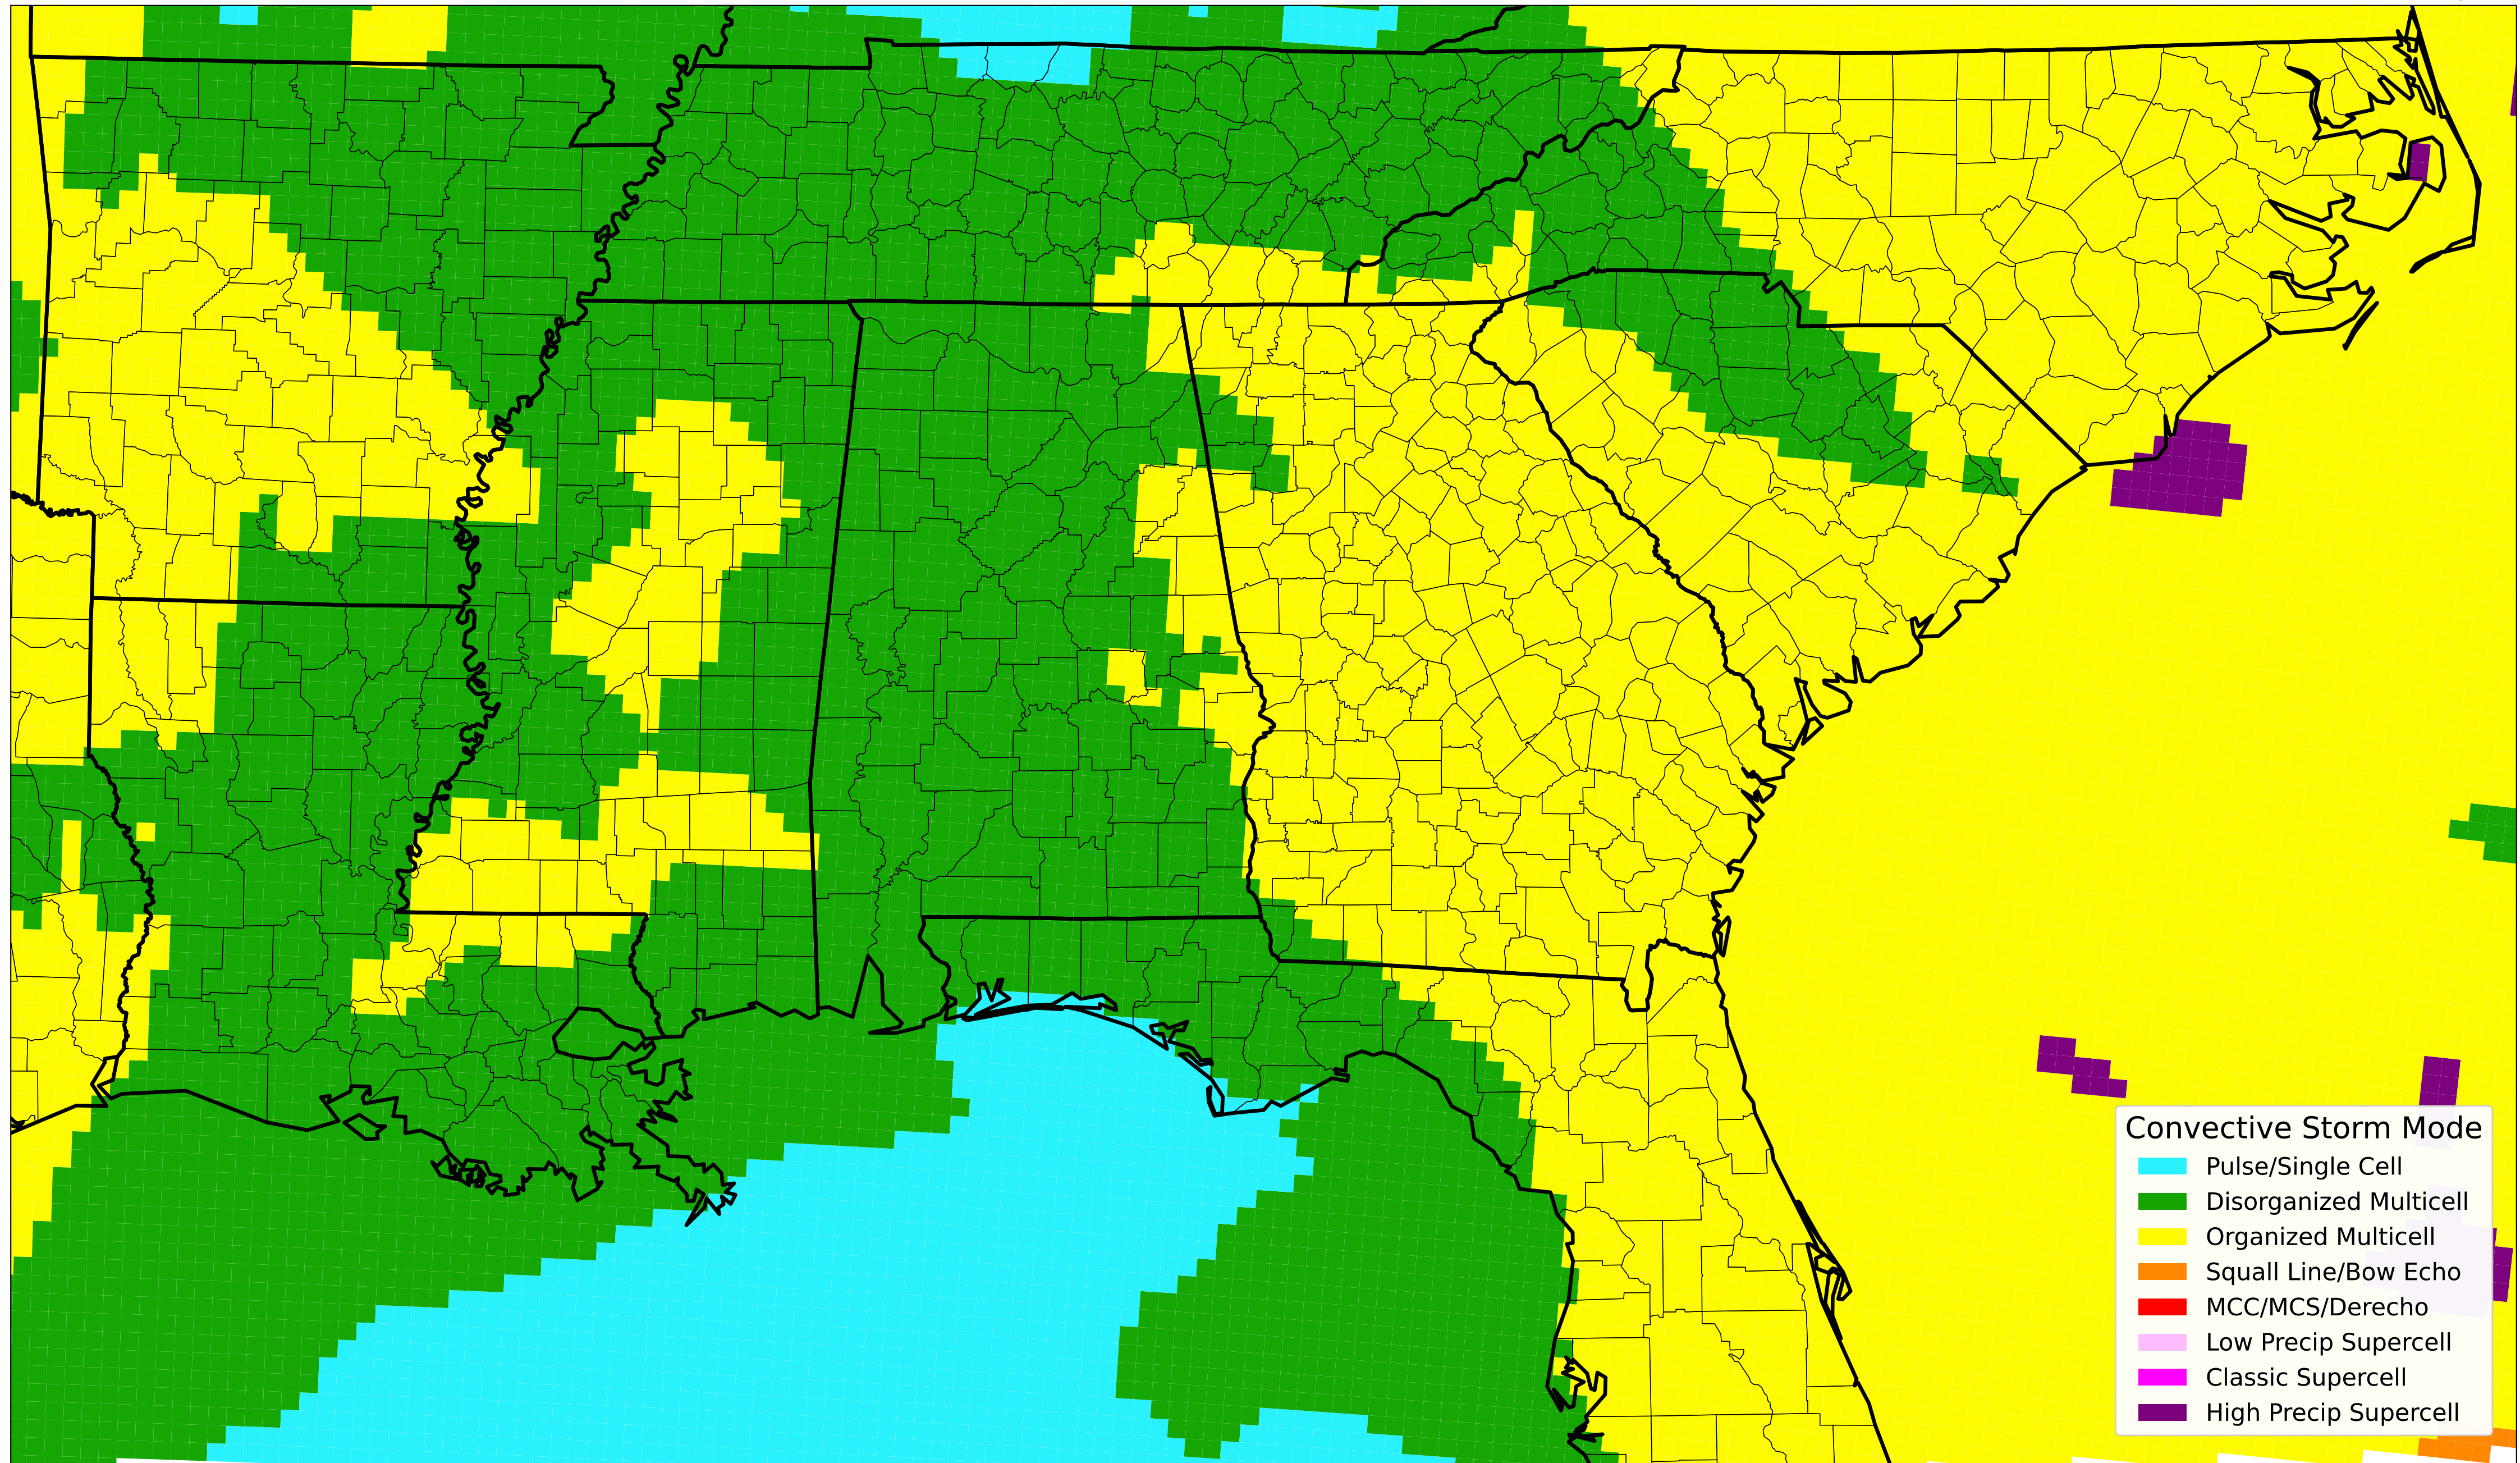 Convective Storm Mode
Pulse/Single Cell
Disorganized Multicell
Organized Multicell
Squall Line/Bow Echo
MCC/MCS/Derecho
Low Precip Supercell
Classic Supercell
High Precip Supercell